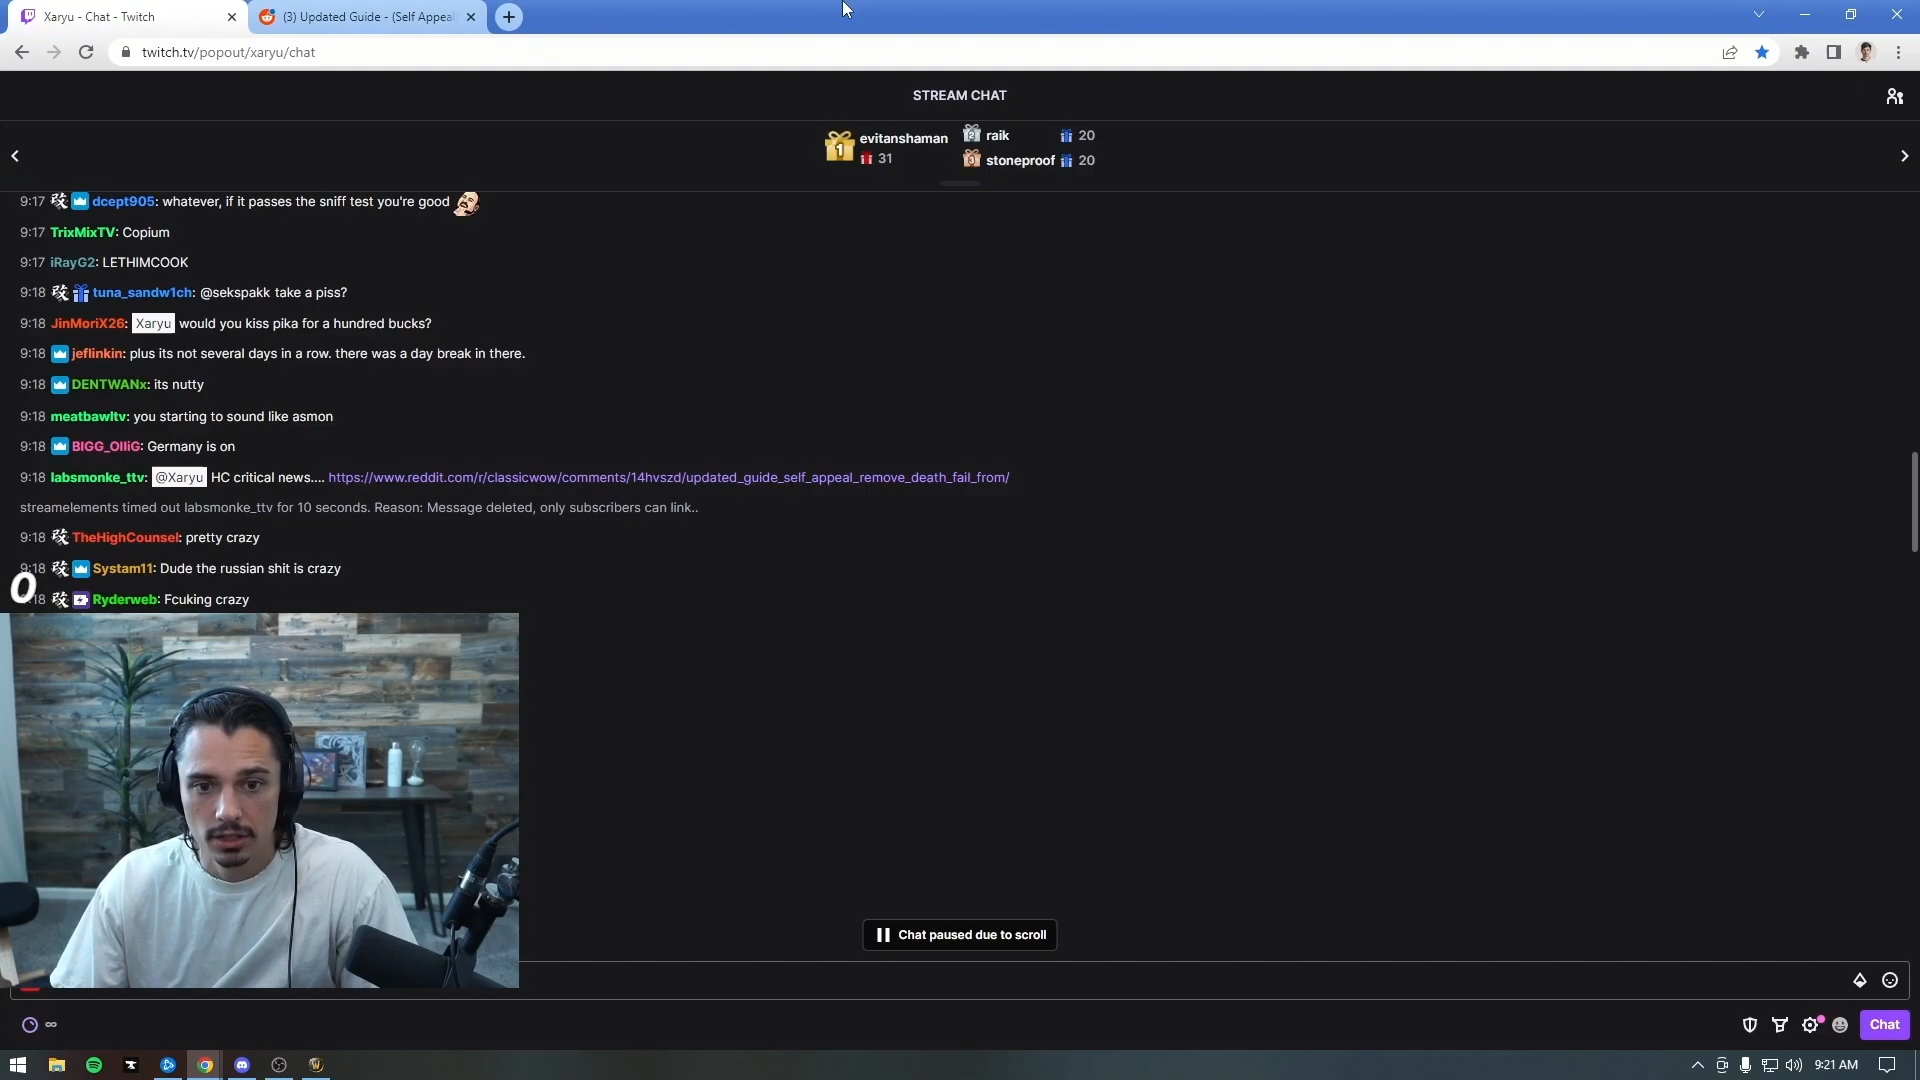 Xaryu - Chat - Twitch
(3) Updated Guide - (Self Appeal
twitch.tv/popout/xaryu/chat
STREAM CHAT
1 evitanshaman 31
2 raik 20
3 stoneproof 20
9:17 dcept905: whatever, if it passes the sniff test you're good
9:17 TrixMixTV: Copium
9:17 iRayG2: LETHIMCOOK
9:18 tuna_sandw1ch: @sekspakk take a piss?
9:18 JinMoriX26: Xaryu would you kiss pika for a hundred bucks?
9:18 jeflinkin: plus its not several days in a row. there was a day break in there.
9:18 DENTWANx: its nutty
9:18 meatbawltv: you starting to sound like asmon
9:18 BIGG_OlliG: Germany is on
9:18 labsmonke_ttv: @Xaryu HC critical news.... https://www.reddit.com/r/classicwow/comments/14hvszd/updated_guide_self_appeal_remove_death_fail_from/
streamelements timed out labsmonke_ttv for 10 seconds. Reason: Message deleted, only subscribers can link..
9:18 TheHighCounsel: pretty crazy
9:18 Systam11: Dude the russian shit is crazy
0
:18 Ryderweb: Fcuking crazy
Chat paused due to scroll
∞
Chat
9:21 AM